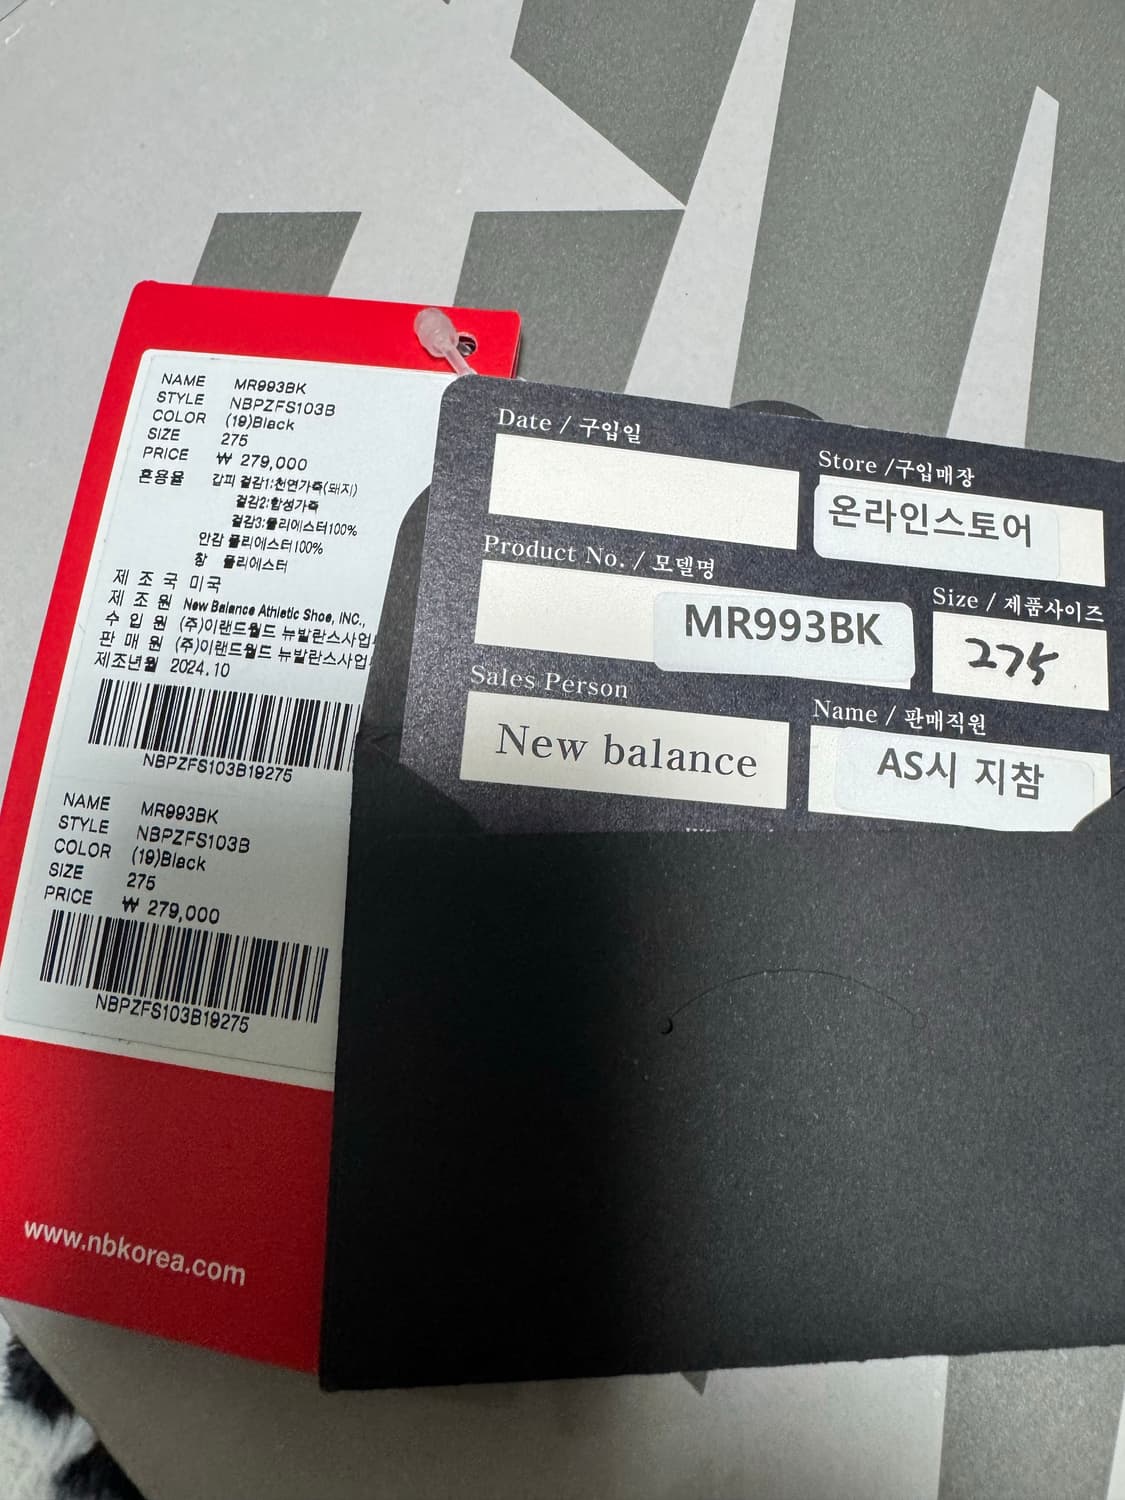 NAME MR993BK
STYLE NBPZFS103B
COLOR (19)Black
SIZE 275
PRICE ₩ 279,000
혼용율 갑피 겉감1:천연가죽(돼지)
겉감2:합성가죽
겉감3:폴리에스터100%
안감 폴리에스터100%
창 폴리에스터
제 조 국 미국
제 조 원 New Balance Athletic Shoe, INC.,
수 입 원 (주)이랜드월드 뉴발란스사업
판 매 원 (주)이랜드월드 뉴발란스사업
제조년월 2024.10
NBPZFS103B19275
NAME MR993BK
STYLE NBPZFS103B
COLOR (19)Black
SIZE 275
PRICE ₩ 279,000
NBPZFS103B19275
www.nbkorea.com
Date / 구입일
Store /구입매장
온라인스토어
Product No. / 모델명
MR993BK
Size / 제품사이즈
275
Sales Person
New balance
Name / 판매직원
AS시 지참